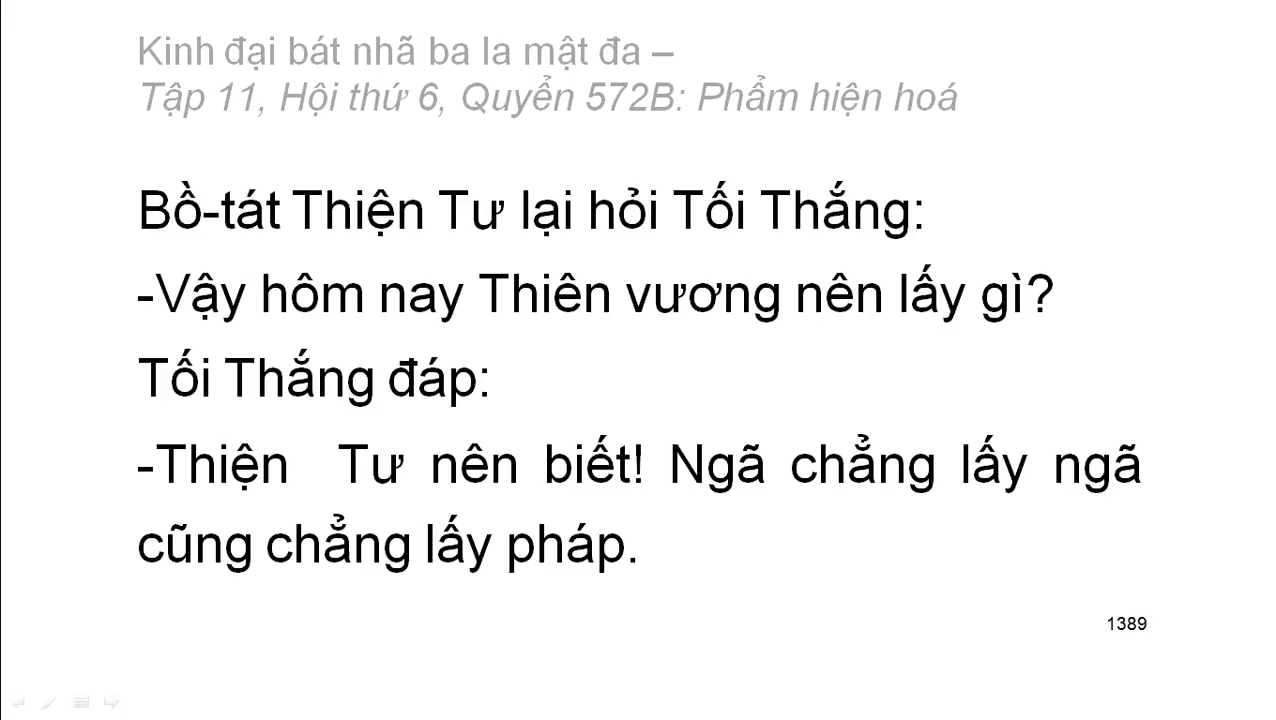 Kinh đại bát nhã ba la mật đa –
Tập 11, Hội thứ 6, Quyển 572B: Phẩm hiện hoá
Bồ-tát Thiện Tư lại hỏi Tối Thắng:
-Vậy hôm nay Thiên vương nên lấy gì?
Tối Thắng đáp:
-Thiện Tư nên biết! Ngã chẳng lấy ngã
cũng chẳng lấy pháp.
1389